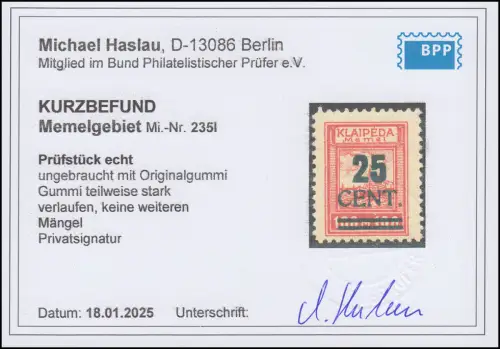 Michael Haslau, D-13086 Berlin
Mitglied im Bund Philatelistischer Prüfer e.V.
BPP
KURZBEFUND
Memelgebiet Mi.-Nr. 235I
Prüfstück echt
ungebraucht mit Originalgummi
Gummi teilweise stark
verlaufen, keine weiteren
Mängel
Privatsignatur
KLAIPĖDA
Memel
25
CENT.
Datum: 18.01.2025 Unterschrift: